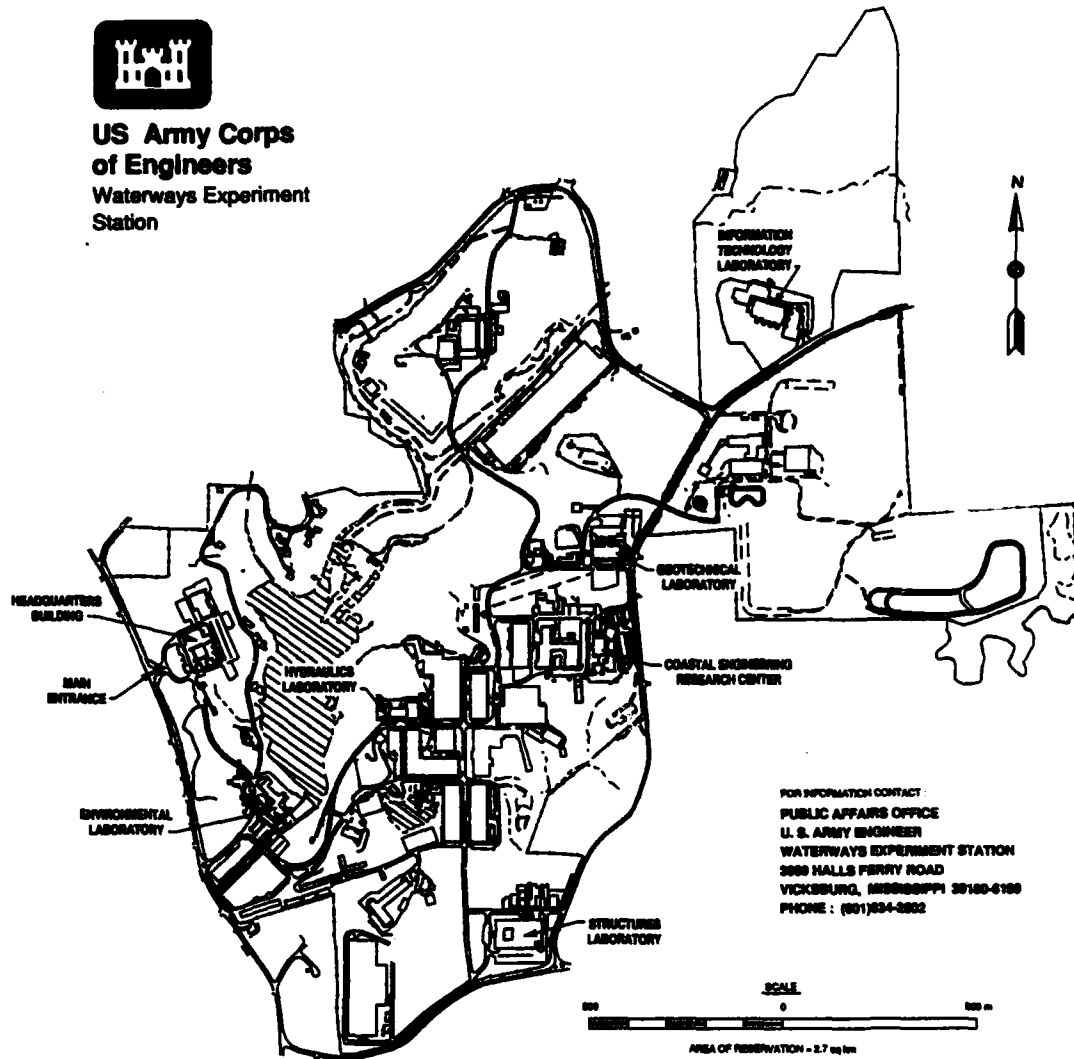 US Army Corps
of Engineers
Waterways Experiment
Station
N
INFORMATION
TECHNOLOGY
LABORATORY
HEADQUARTERS
BUILDING
MAIN
ENTRANCE
HYDRAULICS
LABORATORY
GEOTECHNICAL
LABORATORY
COASTAL ENGINEERING
RESEARCH CENTER
ENVIRONMENTAL
LABORATORY
STRUCTURES
LABORATORY
FOR INFORMATION CONTACT:
PUBLIC AFFAIRS OFFICE
U. S. ARMY ENGINEER
WATERWAYS EXPERIMENT STATION
HALLS FERRY ROAD
VICKSBURG, MISSISSIPPI
PHONE :
SCALE
0
AREA OF RESERVATION = 2.7 sq km